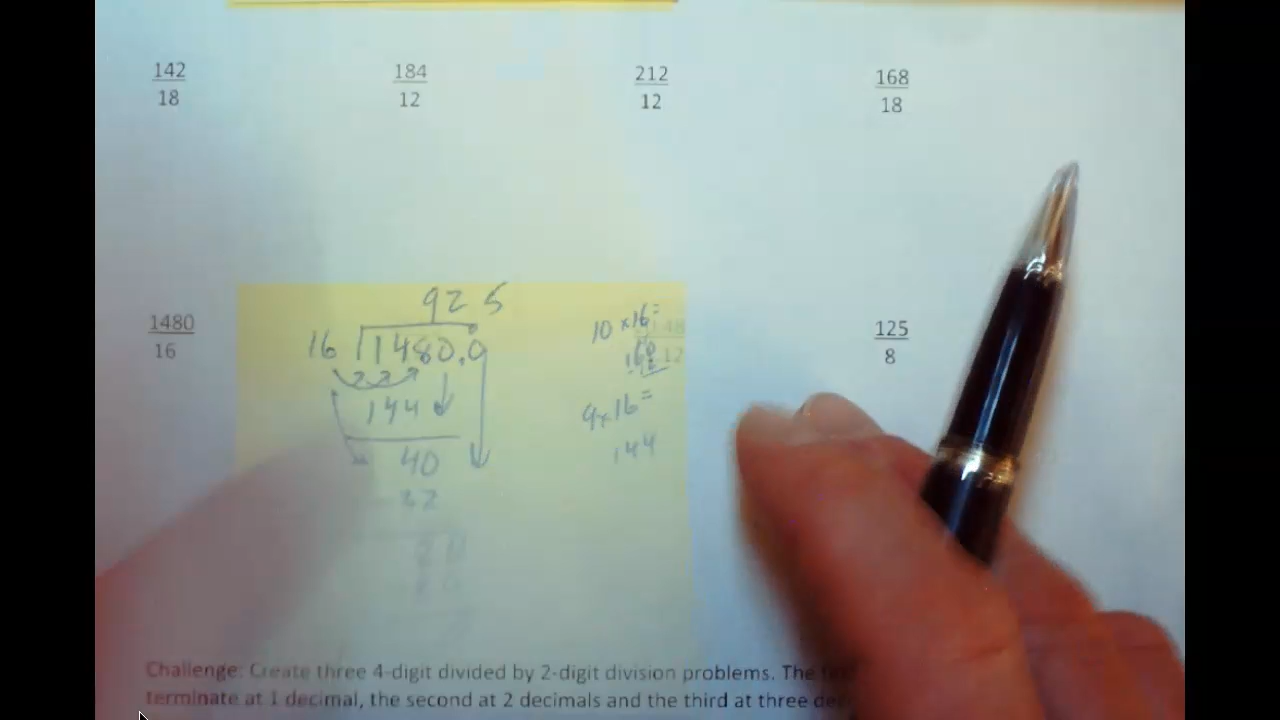 142 184 212 168
18 12 12 18
92 5
10 x 16 =
160
16 1480.0
1480 125
16 8
144
9 x 16 =
144
40
32
Challenge: Create three 4-digit divided by 2-digit division problems. The
terminate at 1 decimal, the second at 2 decimals and the third at three